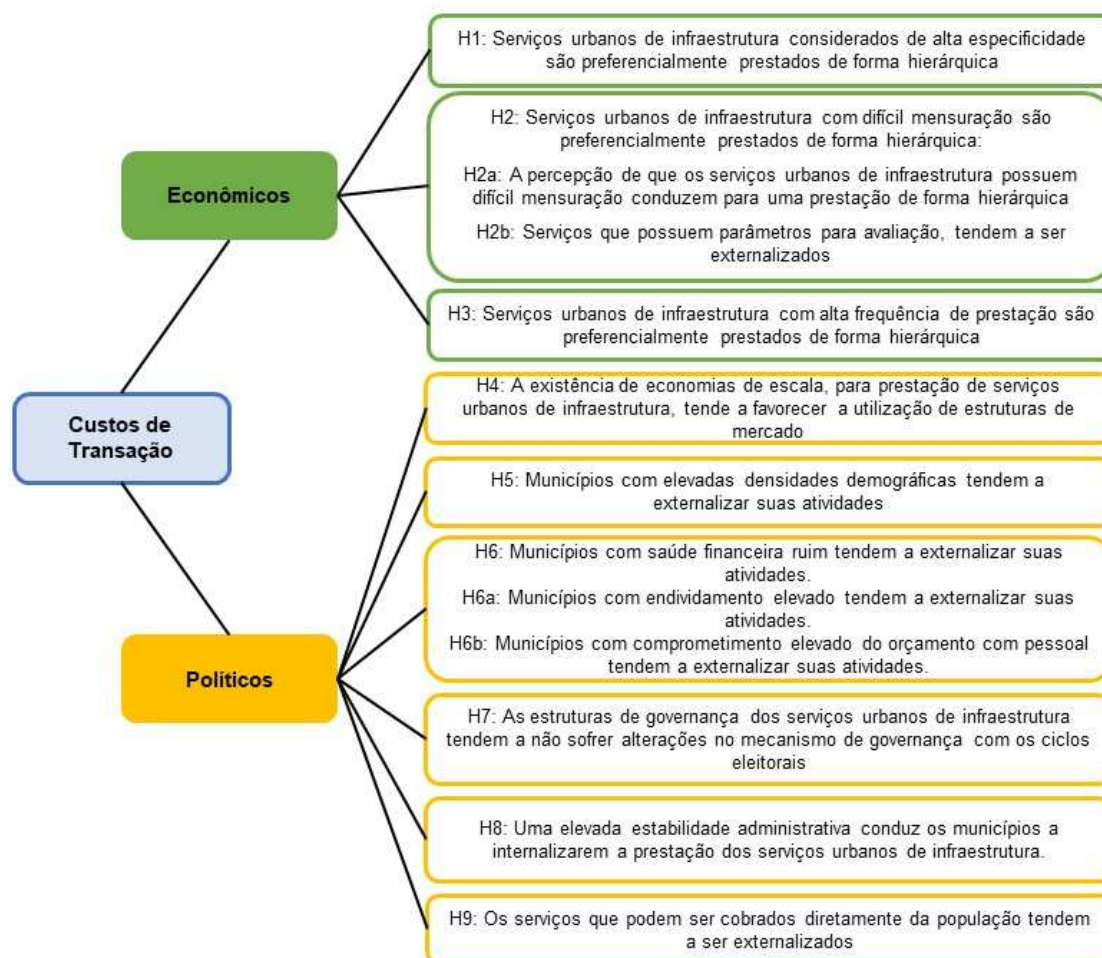 H1: Serviços urbanos de infraestrutura considerados de alta especificidade
são preferencialmente prestados de forma hierárquica
H2: Serviços urbanos de infraestrutura com difícil mensuração são
preferencialmente prestados de forma hierárquica:
H2a: A percepção de que os serviços urbanos de infraestrutura possuem
difícil mensuração conduzem para uma prestação de forma hierárquica
H2b: Serviços que possuem parâmetros para avaliação, tendem a ser
externalizados
Econômicos
H3: Serviços urbanos de infraestrutura com alta frequência de prestação são
preferencialmente prestados de forma hierárquica
Custos de
Transação
H4: A existência de economias de escala, para prestação de serviços
urbanos de infraestrutura, tende a favorecer a utilização de estruturas de
mercado
H5: Municípios com elevadas densidades demográficas tendem a
externalizar suas atividades
H6: Municípios com saúde financeira ruim tendem a externalizar suas
atividades.
H6a: Municípios com endividamento elevado tendem a externalizar suas
atividades.
H6b: Municípios com comprometimento elevado do orçamento com pessoal
tendem a externalizar suas atividades.
Políticos
H7: As estruturas de governança dos serviços urbanos de infraestrutura
tendem a não sofrer alterações no mecanismo de governança com os ciclos
eleitorais
H8: Uma elevada estabilidade administrativa conduz os municípios a
internalizarem a prestação dos serviços urbanos de infraestrutura.
H9: Os serviços que podem ser cobrados diretamente da população tendem
a ser externalizados